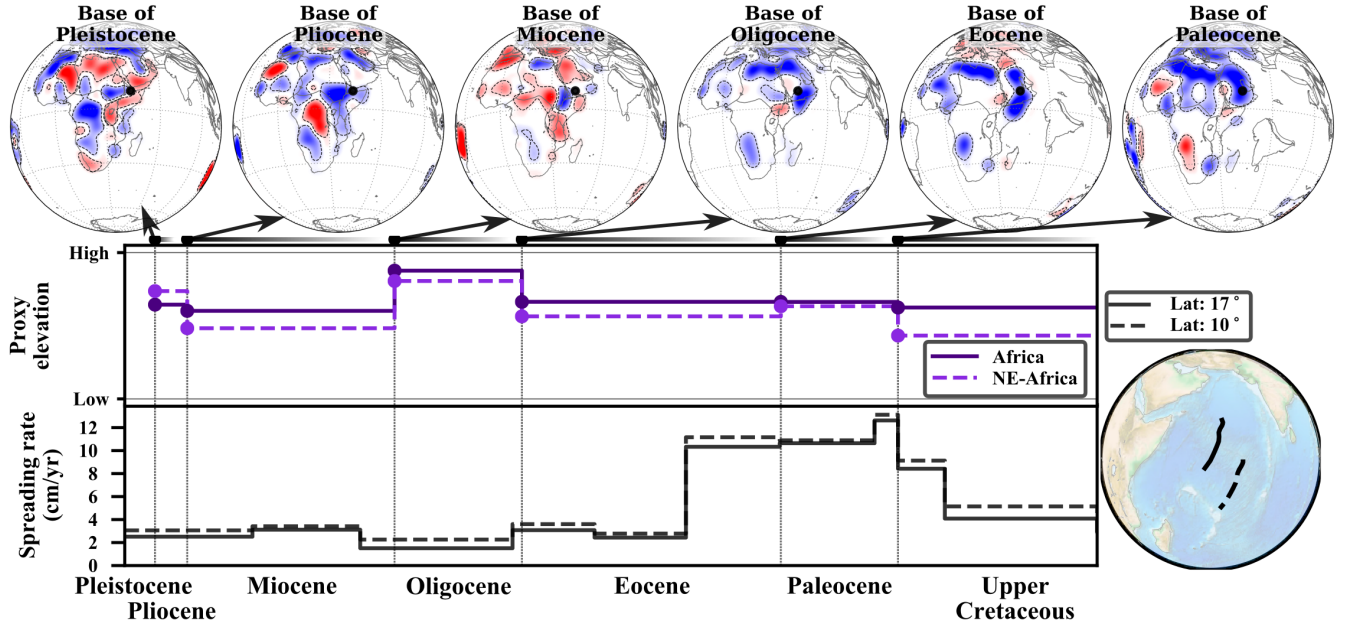 Base of
Pleistocene
Base of
Pliocene
Base of
Miocene
Base of
Oligocene
Base of
Eocene
Base of
Paleocene
High
Low
Proxy
elevation
Africa
NE-Africa
Lat: 17°
Lat: 10°
12
10
8
6
4
2
0
Spreading rate
(cm/yr)
Pleistocene
Pliocene
Miocene
Oligocene
Eocene
Paleocene
Upper
Cretaceous